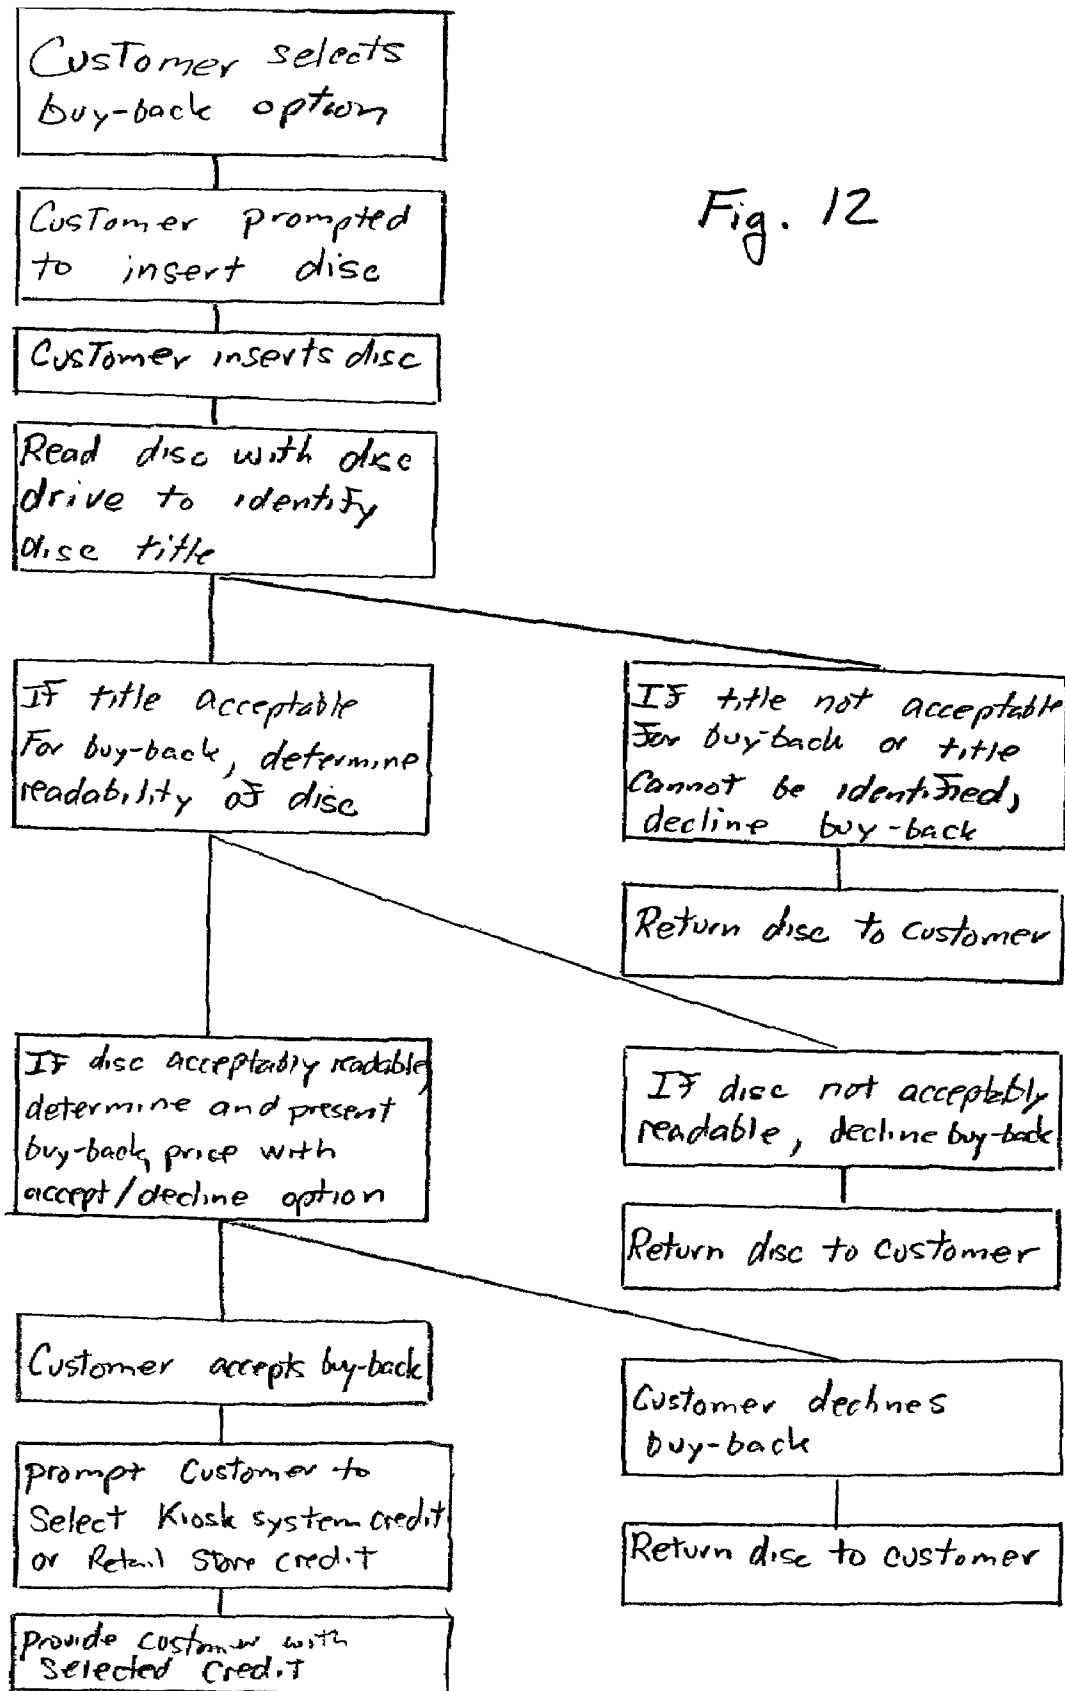 Customer selects
buy-back option
Fig. 12
Customer prompted
to insert disc
Customer inserts disc
Read disc with disc
drive to identify
disc title
If title acceptable
For buy-back, determine
readability of disc
If title not acceptable
for buy-back or title
cannot be identified,
decline buy-back
Return disc to customer
If disc acceptably readable,
determine and present
buy-back price with
accept/decline option
If disc not acceptably
readable, decline buy-back
Return disc to customer
Customer accepts buy-back
Customer declines
buy-back
prompt Customer to
Select Kiosk system credit
or Retail Store credit
Return disc to customer
provide customer with
selected credit